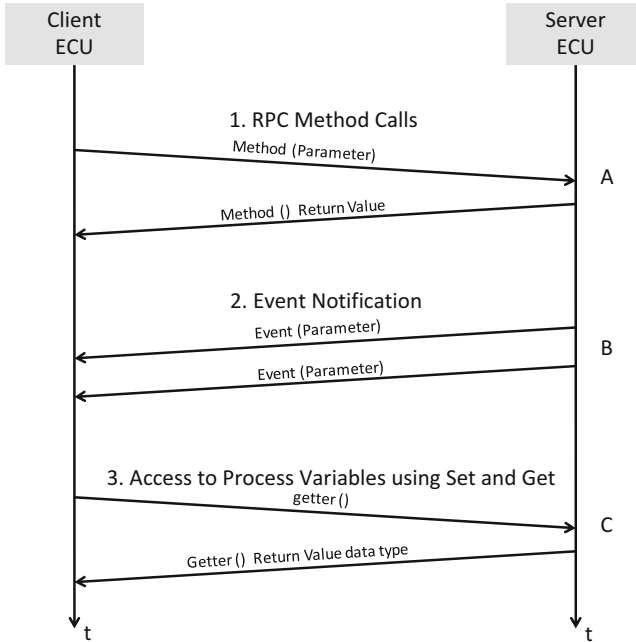 Client
ECU
Server
ECU
1. RPC Method Calls
Method (Parameter)
A
Method () Return Value
2. Event Notification
Event (Parameter)
B
Event (Parameter)
3. Access to Process Variables using Set and Get
getter ()
C
Getter () Return Value data type
t
t